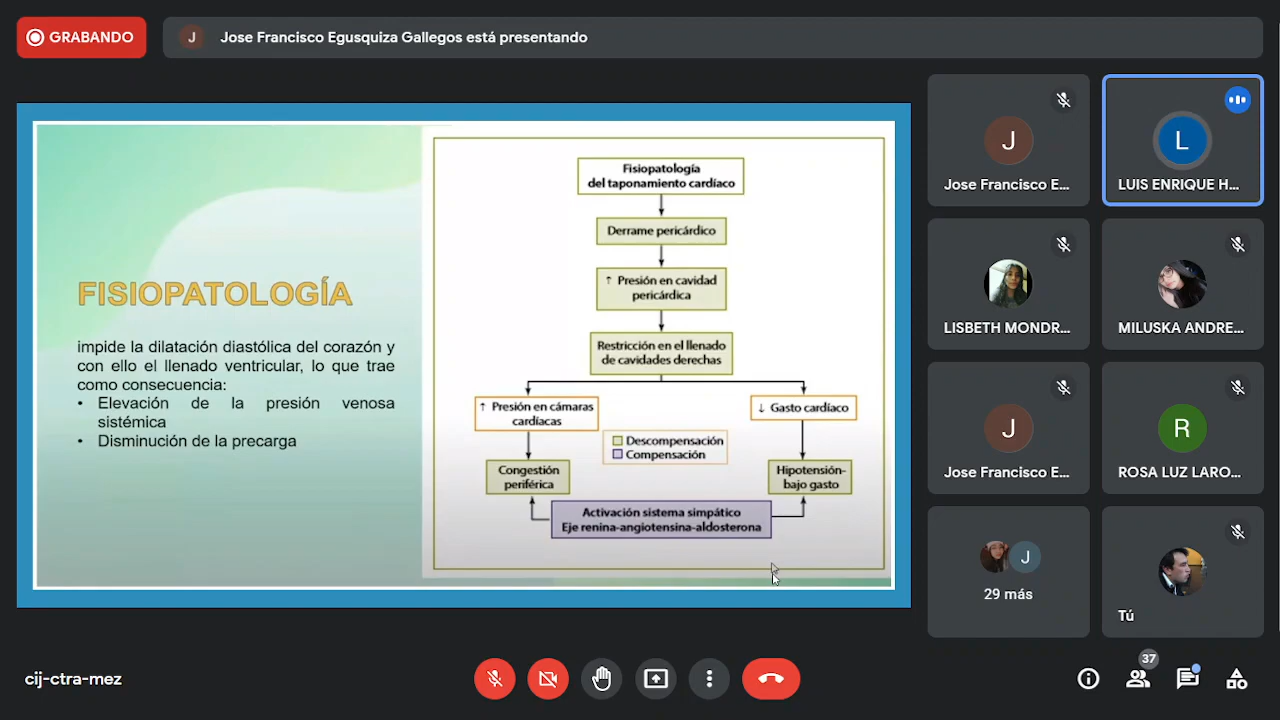 GRABANDO
J
Jose Francisco Egusquiza Gallegos está presentando
FISIOPATOLOGÍA
impide la dilatación diastólica del corazón y
con ello el llenado ventricular, lo que trae
como consecuencia:
• Elevación de la presión venosa
sistémica
• Disminución de la precarga
Fisiopatología
del taponamiento cardíaco
Derrame pericárdico
↑ Presión en cavidad
pericárdica
Restricción en el llenado
de cavidades derechas
↑ Presión en cámaras
cardíacas
↓ Gasto cardíaco
Descompensación
Compensación
Congestión
periférica
Hipotensión-
bajo gasto
Activación sistema simpático
Eje renina-angiotensina-aldosterona
J
Jose Francisco E...
L
LUIS ENRIQUE H...
LISBETH MONDR...
MILUSKA ANDRE...
J
Jose Francisco E...
R
ROSA LUZ LARO...
J
29 más
Tú
cij-ctra-mez
37